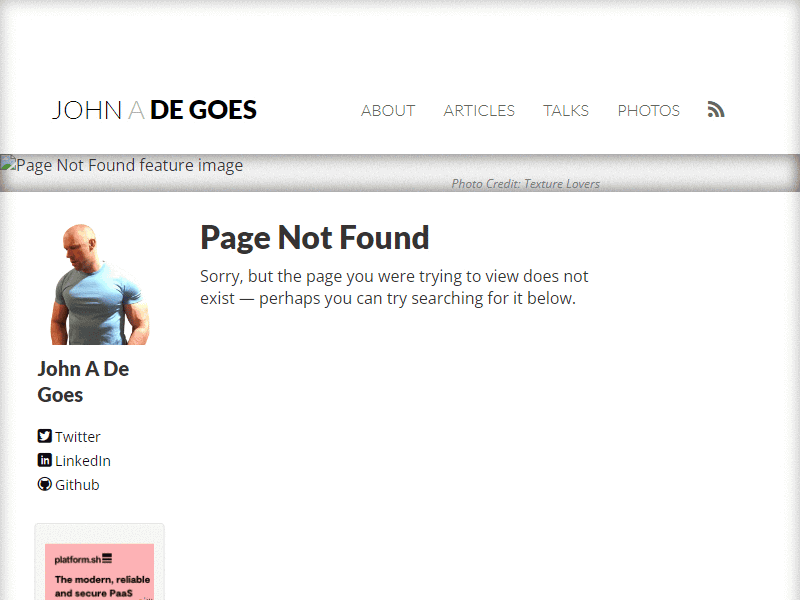 JOHN A DE GOES
ABOUT ARTICLES TALKS PHOTOS
Page Not Found feature image
Photo Credit: Texture Lovers
Page Not Found
Sorry, but the page you were trying to view does not
exist — perhaps you can try searching for it below.
John A De
Goes
Twitter
LinkedIn
Github
platform.sh
The modern, reliable
and secure PaaS